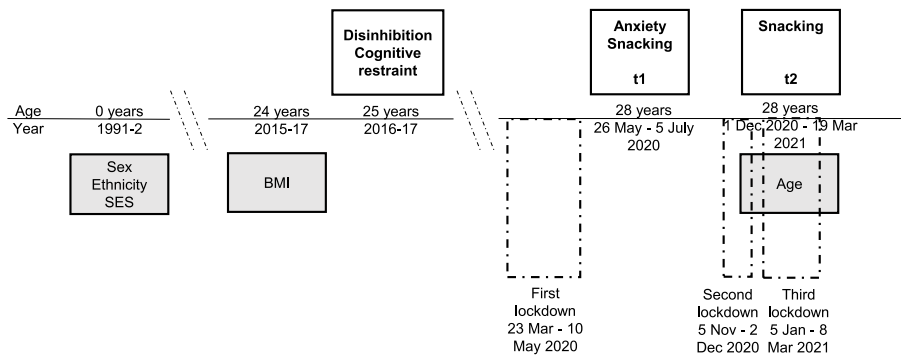 Disinhibition
Cognitive
restraint
Anxiety
Snacking
t1
Snacking
t2
Age
0 years
24 years
25 years
28 years
28 years
Year
1991-2
2015-17
2016-17
26 May - 5 July
2020
1 Dec 2020 - 19 Mar
2021
Sex
Ethnicity
SES
BMI
Age
First
lockdown
23 Mar - 10
May 2020
Second
lockdown
5 Nov - 2
Dec 2020
Third
lockdown
5 Jan - 8
Mar 2021